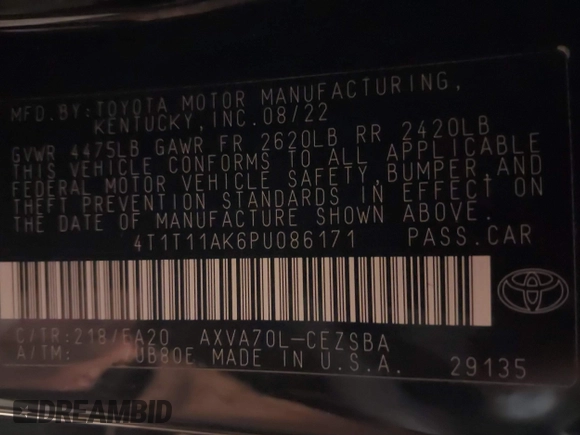 MFD.BY:TOYOTA MOTOR MANUFACTURING,
KENTUCKY, INC. 08/22
GVWR 4475LB GAWR FR 2620LB RR 2420LB
THIS VEHICLE CONFORMS TO ALL APPLICABLE
FEDERAL MOTOR VEHICLE SAFETY, BUMPER, AND
THEFT PREVENTION STANDARDS IN EFFECT ON
THE DATE OF MANUFACTURE SHOWN ABOVE.
4T1T11AK6PU086171 PASS.CAR
C/TR:218/EA20 AXVA70L-CEZSBA
A/TM: UB80E MADE IN U.S.A. 29135
DREAMBID